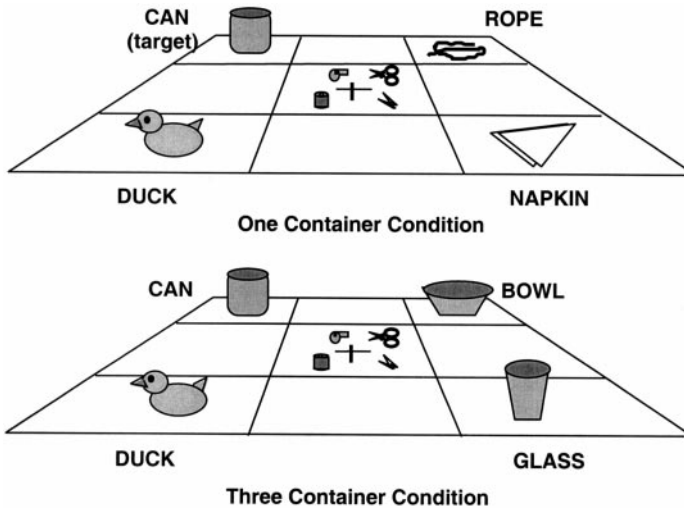 CAN
(target)
ROPE
DUCK
NAPKIN
One Container Condition
CAN
BOWL
DUCK
GLASS
Three Container Condition